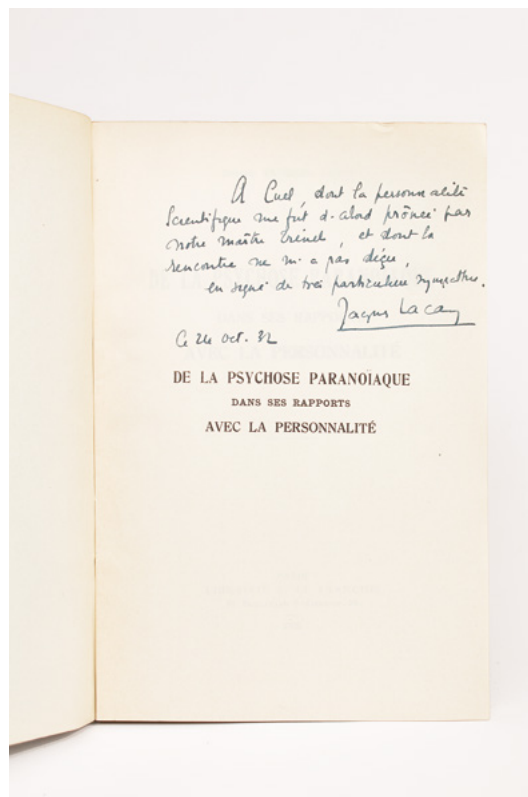 A Cuel, dont la personnalité
Scientifique me fut d'abord prônée par
notre maître Trénel, et dont la
rencontre ne m'a pas déçu,
en signe de très particulière sympathie.
Jacques Lacan
Ce 24 Oct. 32
DE LA PSYCHOSE PARANOÏAQUE
DANS SES RAPPORTS
AVEC LA PERSONNALITÉ